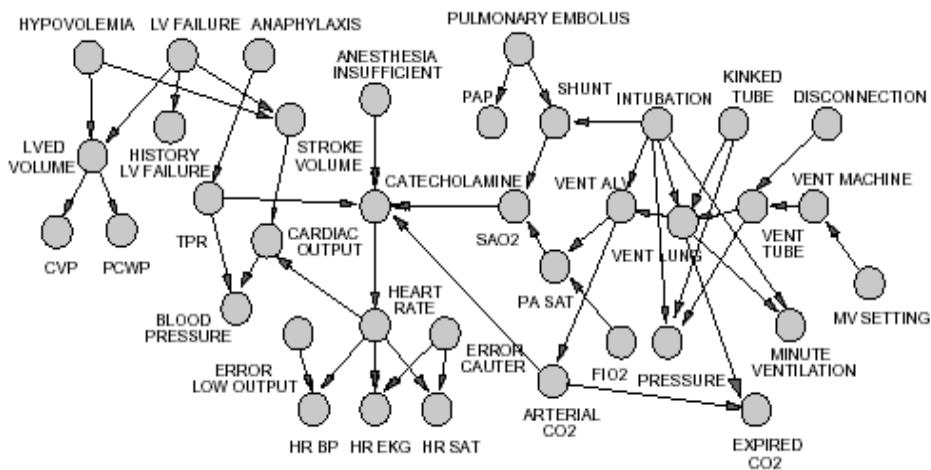 PULMONARY EMBOLUS
HYPOVOLEMIA
LV FAILURE
ANAPHYLAXIS
ANESTHESIA
INSUFFICIENT
KINKED
TUBE
PAP
SHUNT
INTUBATION
DISCONNECTION
LVED
VOLUME
HISTORY
LV FAILURE
STROKE
VOLUME
CATECHOLAMINE
VENT ALV
VENT MACHINE
TPR
CARDIAC
OUTPUT
SAO2
VENT LUNG
VENT
TUBE
CVP
PCWP
PA SAT
HEART
RATE
BLOOD
PRESSURE
MV SETTING
ERROR
LOW OUTPUT
ERROR
CAUTER
FIO2
PRESSURE
MINUTE
VENTILATION
HR BP
HR EKG
HR SAT
ARTERIAL
CO2
EXPIRED
CO2